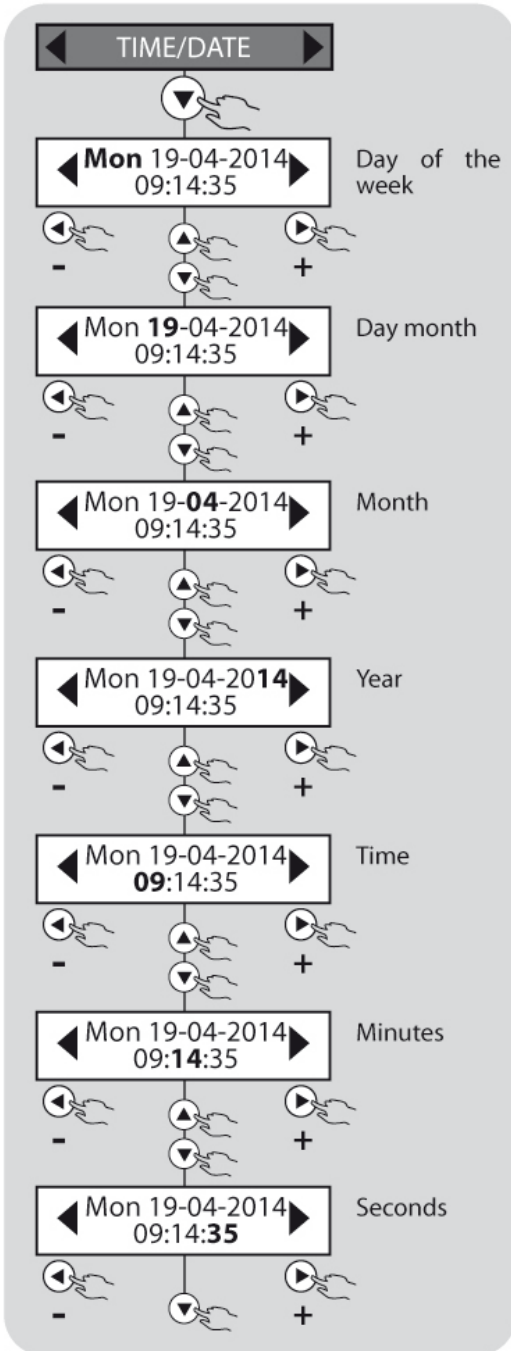 TIME/DATE
Mon 19-04-2014
09:14:35
Day of the
week
- +
Mon 19-04-2014
09:14:35
Day month
- +
Mon 19-04-2014
09:14:35
Month
- +
Mon 19-04-2014
09:14:35
Year
- +
Mon 19-04-2014
09:14:35
Time
- +
Mon 19-04-2014
09:14:35
Minutes
- +
Mon 19-04-2014
09:14:35
Seconds
- +